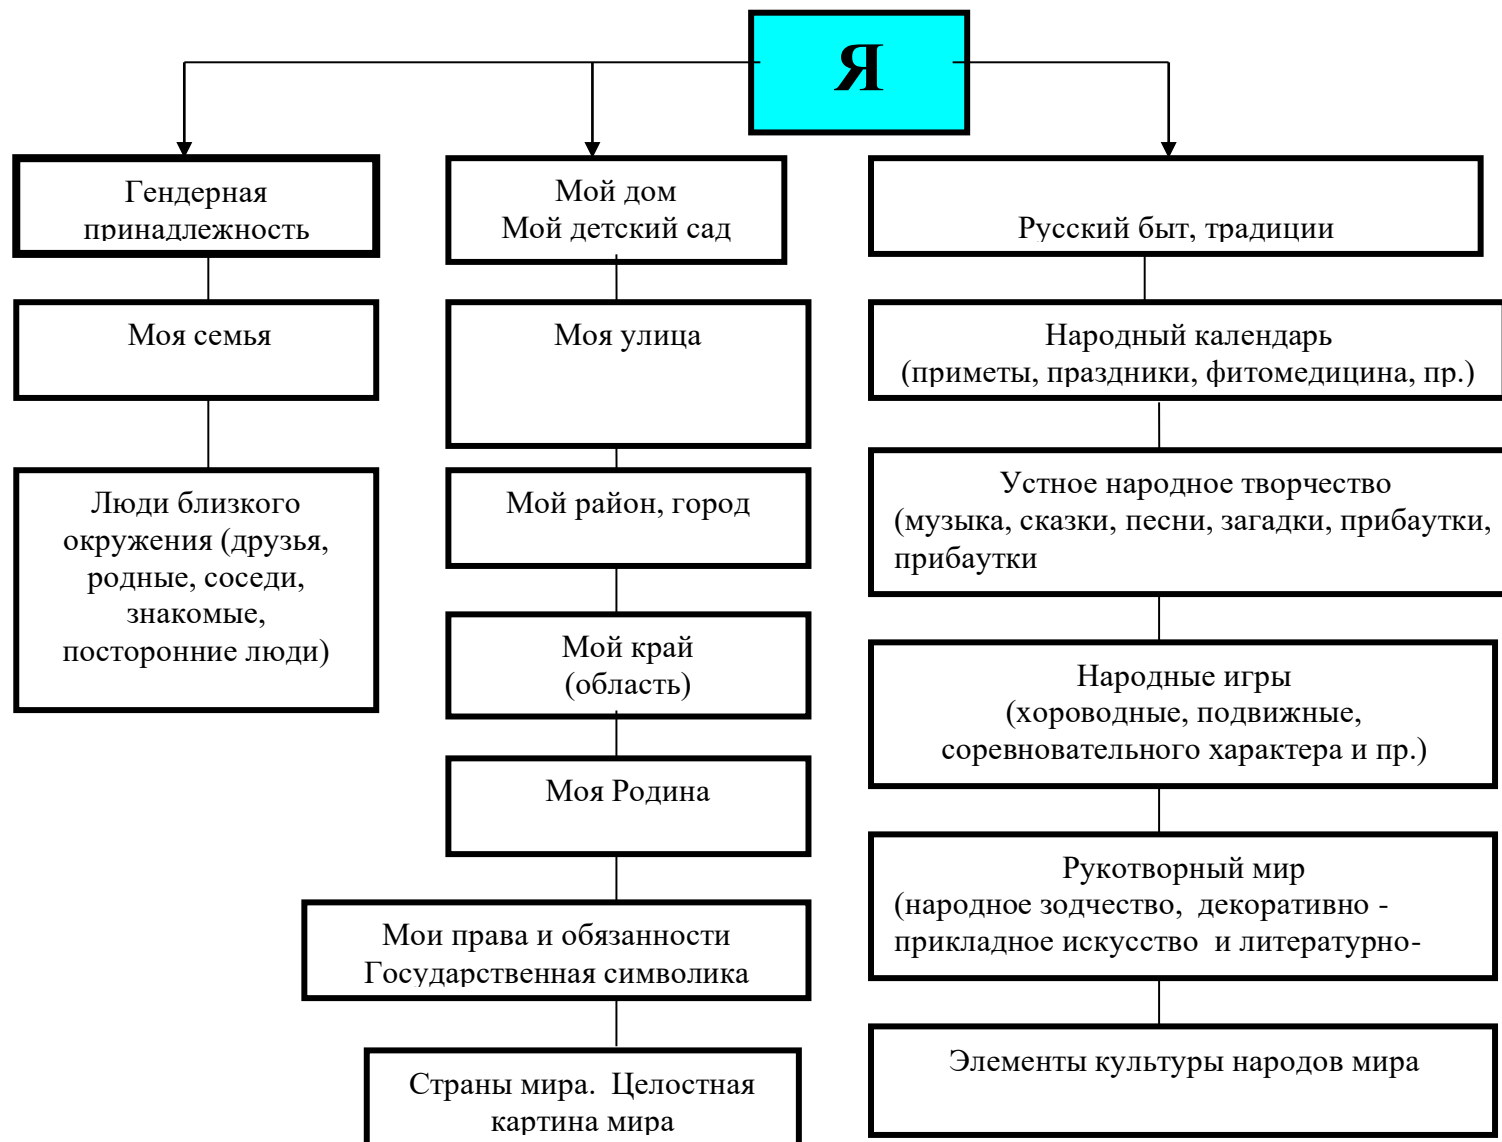 Я
Гендерная
принадлежность
Моя семья
Люди близкого
окружения (друзья,
родные, соседи,
знакомые,
посторонние люди)
Мой дом
Мой детский сад
Моя улица
Мой район, город
Мой край
(область)
Моя Родина
Мои права и обязанности
Государственная символика
Страны мира.  Целостная
картина мира
Русский быт, традиции
Народный календарь
(приметы, праздники, фитомедицина, пр.)
Устное народное творчество
(музыка, сказки, песни, загадки, прибаутки,
прибаутки
Народные игры
(хороводные, подвижные,
соревновательного характера и пр.)
Рукотворный мир
(народное зодчество,  декоративно -
прикладное искусство  и литературно-
Элементы культуры народов мира